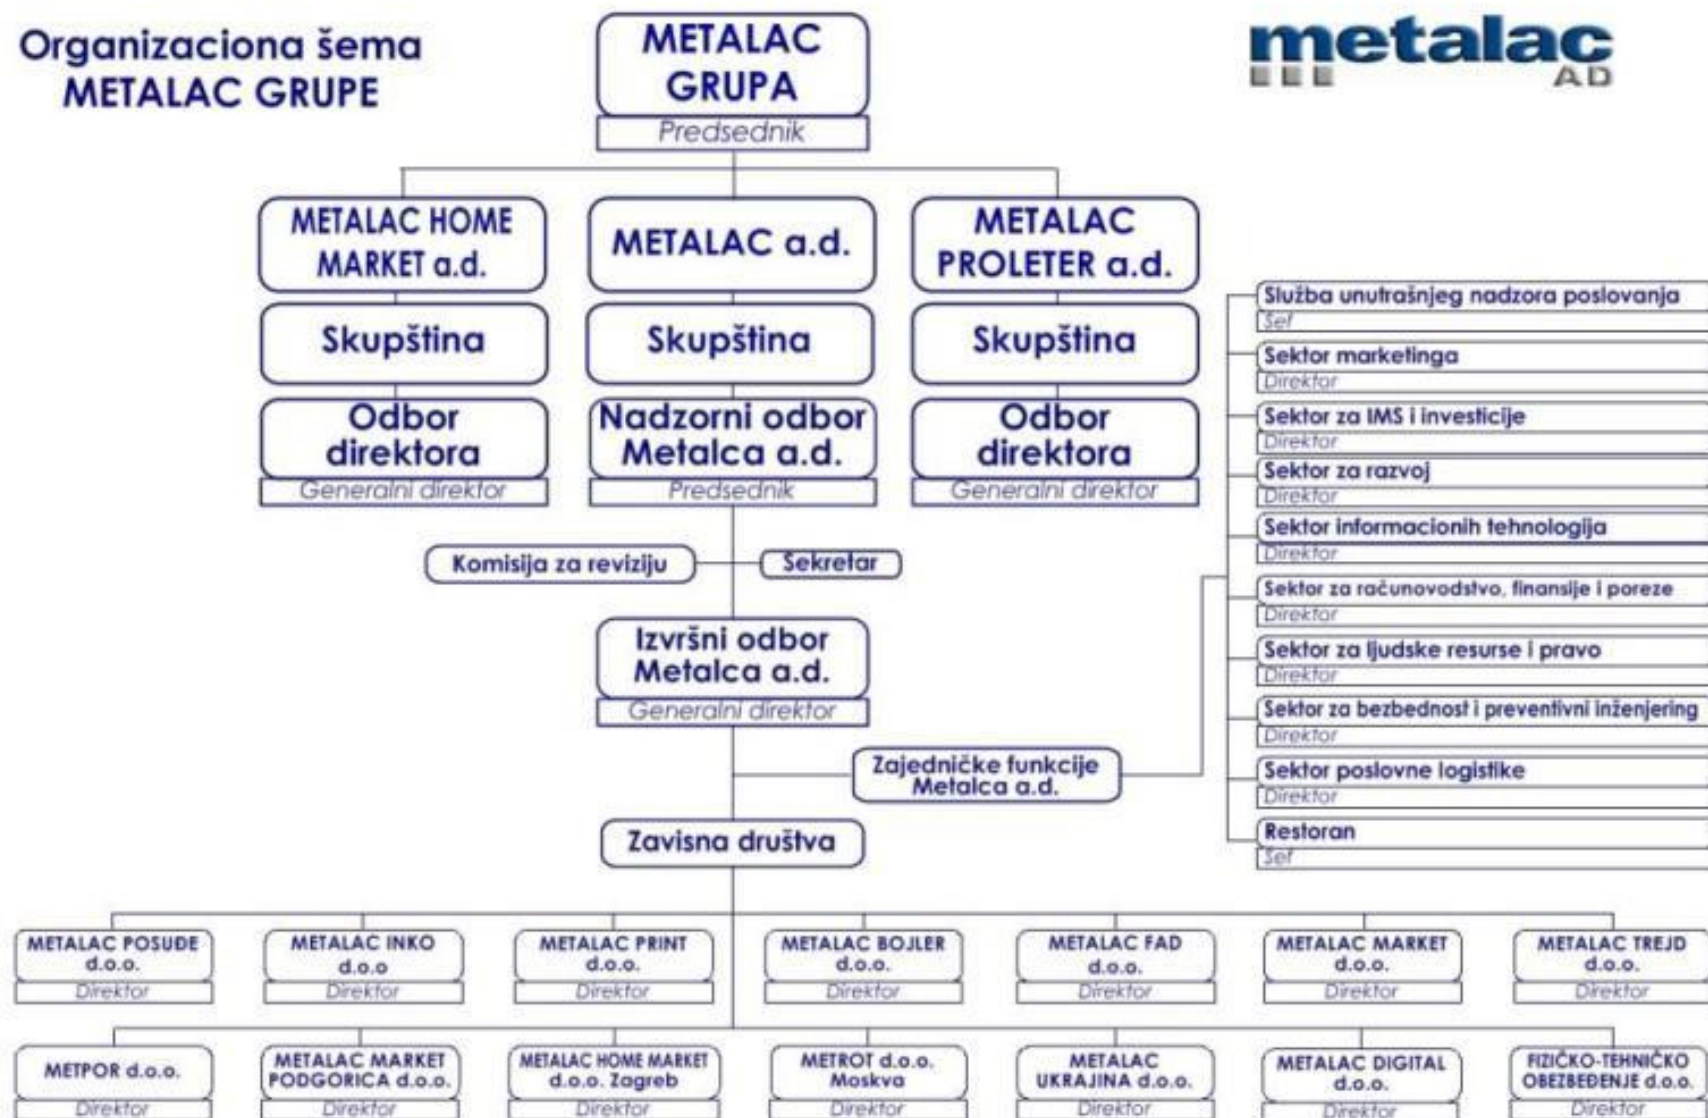 Organizaciona šema
METALAC GRUPE
METALAC
GRUPA
Predsednik
metalac
AD
METALAC HOME
MARKET a.d.
METALAC a.d.
METALAC
PROLETER a.d.
Skupština
Skupština
Skupština
Odbor
direktora
Generalni direktor
Nadzorni odbor
Metalca a.d.
Predsednik
Odbor
direktora
Generalni direktor
Komisija za reviziju
Sekretar
Izvršni odbor
Metalca a.d.
Generalni direktor
Zajedničke funkcije
Metalca a.d.
Zavisna društva
Služba unutrašnjeg nadzora poslovanja
Šef
Sektor marketinga
Direktor
Sektor za IMS i investicije
Direktor
Sektor za razvoj
Direktor
Sektor informacionih tehnologija
Direktor
Sektor za računovodstvo, finansije i poreze
Direktor
Sektor za ljudske resurse i pravo
Direktor
Sektor za bezbednost i preventivni inženjering
Direktor
Sektor poslovne logistike
Direktor
Restoran
Šef
METALAC POSUĐE
d.o.o.
Direktor
METALAC INKO
d.o.o
Direktor
METALAC PRINT
d.o.o.
Direktor
METALAC BOJLER
d.o.o.
Direktor
METALAC FAD
d.o.o.
Direktor
METALAC MARKET
d.o.o.
Direktor
METALAC TREJD
d.o.o.
Direktor
METPOR d.o.o.
Direktor
METALAC MARKET
PODGORICA d.o.o.
Direktor
METALAC HOME MARKET
d.o.o. Zagreb
Direktor
METROT d.o.o.
Moskva
Direktor
METALAC
UKRAJINA d.o.o.
Direktor
METALAC DIGITAL
d.o.o.
Direktor
FIZIČKO-TEHNIČKO
OBEZBEĐENJE d.o.o.
Direktor